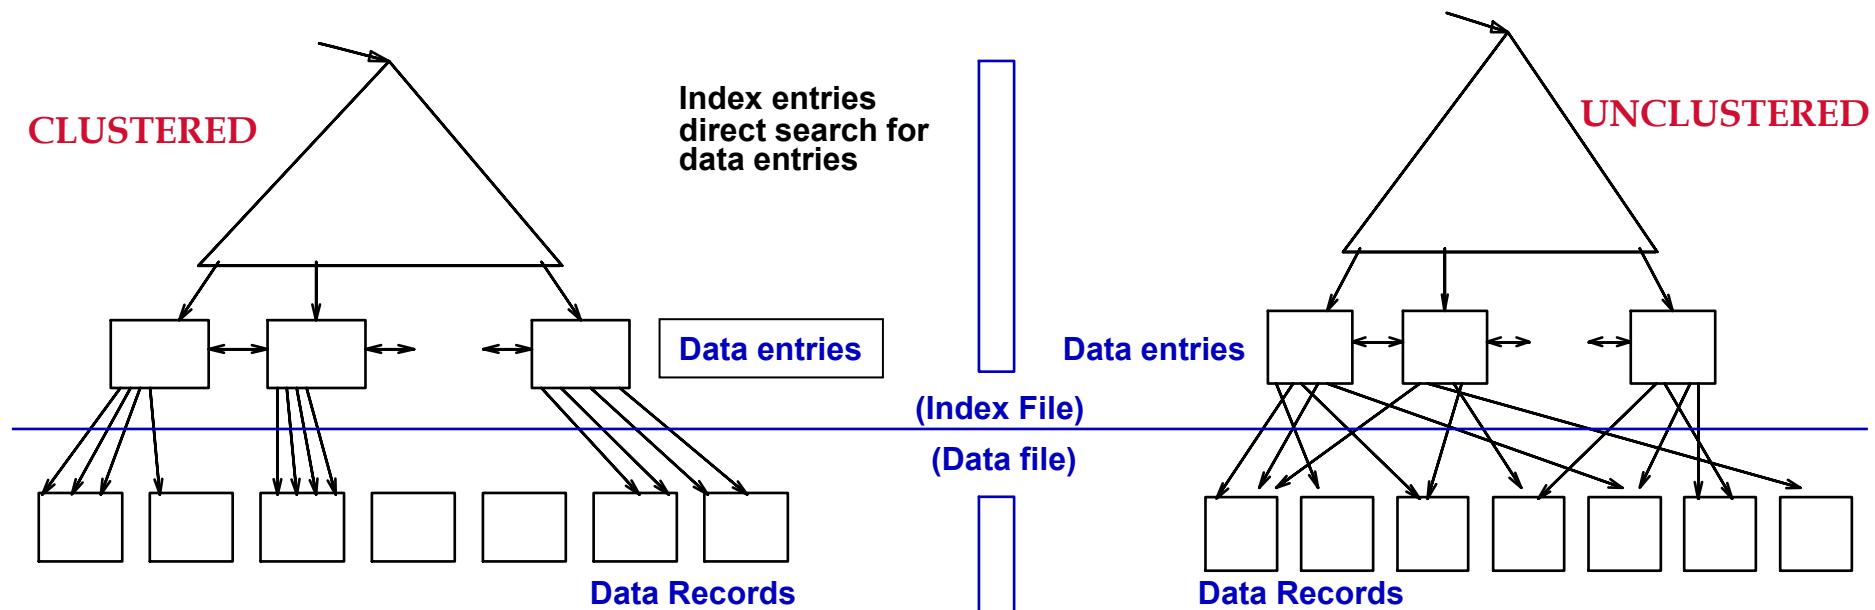 CLUSTERED
Index entries
direct search for
data entries
UNCLUSTERED
Data entries
Data entries
(Index File)
(Data file)
Data Records
Data Records